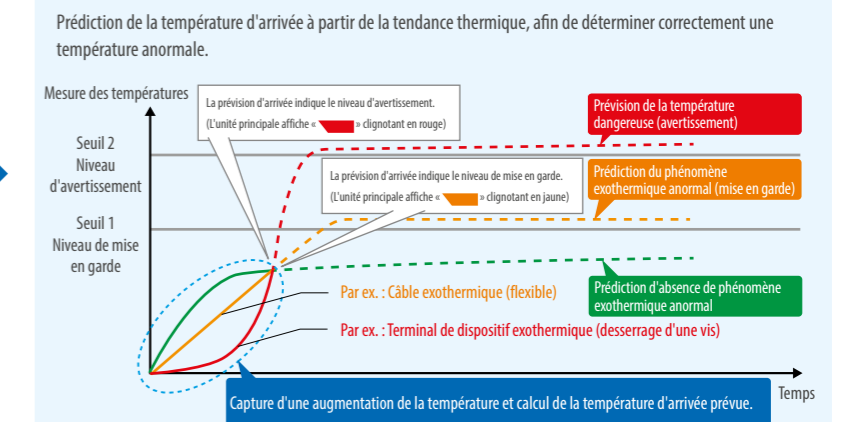 Prédiction de la température d'arrivée à partir de la tendance thermique, afin de déterminer correctement une
température anormale.
Mesure des températures
La prévision d'arrivée indique le niveau d'avertissement.
(L'unité principale affiche « » clignotant en rouge)
Prévision de la température
dangereuse (avertissement)
Seuil 2
Niveau
d'avertissement
La prévision d'arrivée indique le niveau de mise en garde.
(L'unité principale affiche « » clignotant en jaune)
Prédiction du phénomène
exothermique anormal (mise en garde)
Seuil 1
Niveau de mise
en garde
Par ex. : Câble exothermique (flexible)
Prédiction d'absence de phénomène
exothermique anormal
Par ex. : Terminal de dispositif exothermique (desserrage d'une vis)
Temps
Capture d'une augmentation de la température et calcul de la température d'arrivée prévue.